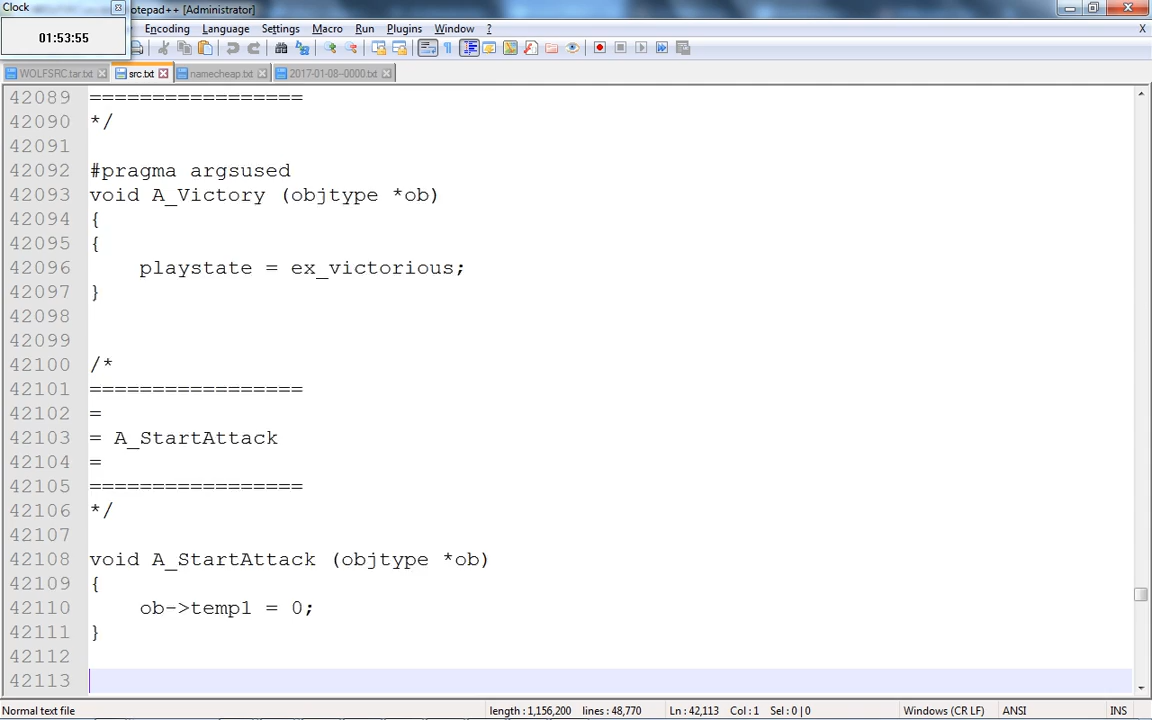 Clock
otepad++ [Administrator]
01:53:55
Encoding Language Settings Macro Run Plugins Window ?
X
WOLFSRC.tar.txt src.txt namecheap.txt 2017-01-08--0000.txt
42089 =================
42090 */
42091
42092 #pragma argsused
42093 void A_Victory (objtype *ob)
42094 {
42095 {
42096 playstate = ex_victorious;
42097 }
42098
42099
42100 /*
42101 =================
42102 =
42103 = A_StartAttack
42104 =
42105 =================
42106 */
42107
42108 void A_StartAttack (objtype *ob)
42109 {
42110 ob->temp1 = 0;
42111 }
42112
42113
Normal text file length : 1,156,200 lines : 48,770 Ln : 42,113 Col : 1 Sel : 0 | 0 Windows (CR LF) ANSI INS